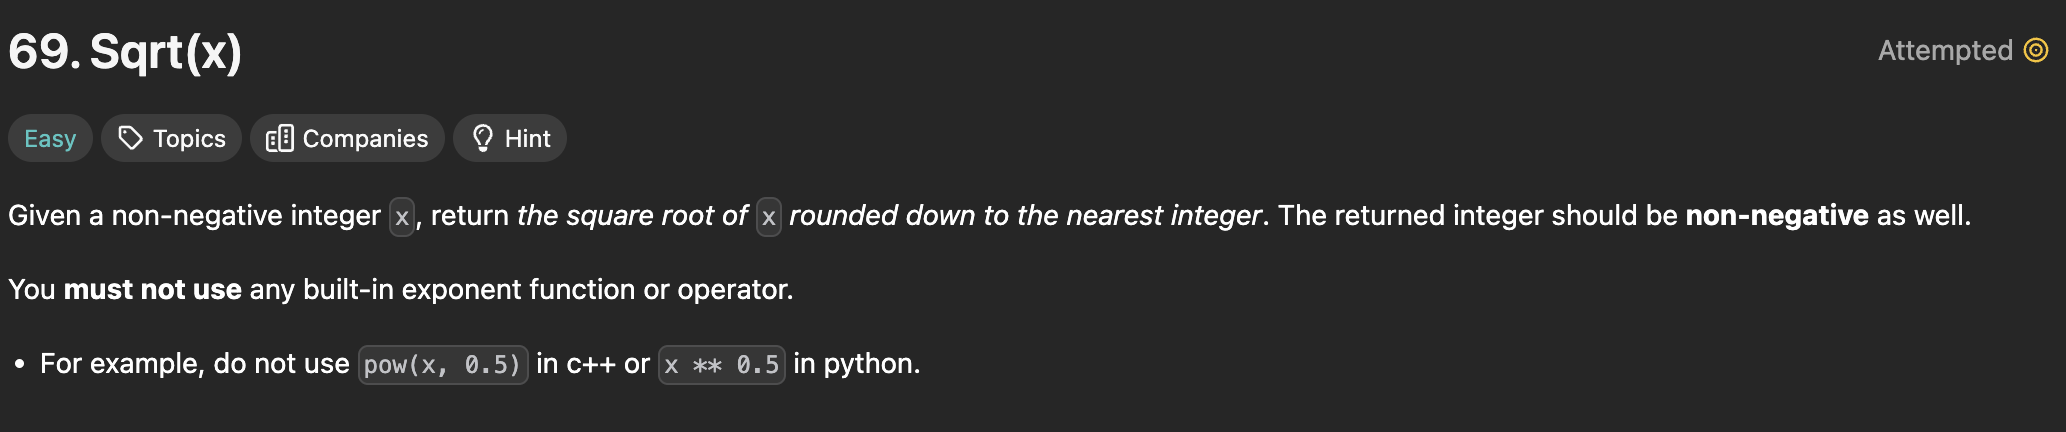 69. Sqrt(x)
Attempted
Easy Topics Companies Hint
Given a non-negative integer x, return the square root of x rounded down to the nearest integer. The returned integer should be non-negative as well.
You must not use any built-in exponent function or operator.
• For example, do not use pow(x, 0.5) in c++ or x ** 0.5 in python.